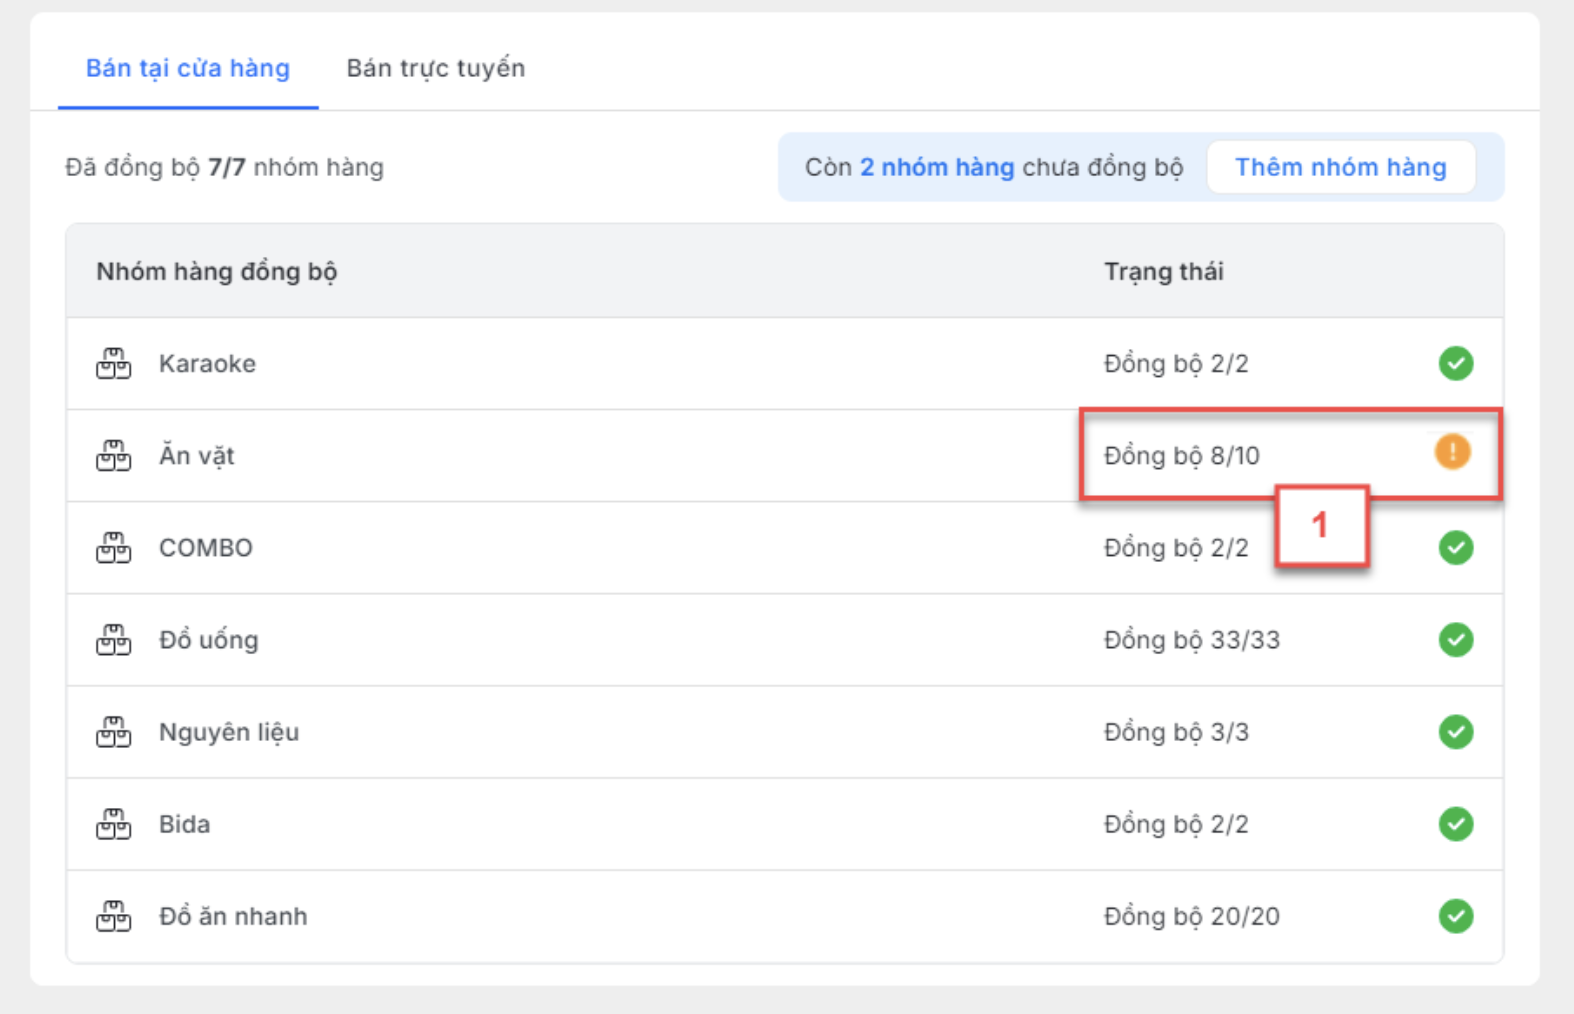 Bán tại cửa hàng Bán trực tuyến
Đã đồng bộ 7/7 nhóm hàng Còn 2 nhóm hàng chưa đồng bộ Thêm nhóm hàng
Nhóm hàng đồng bộ Trạng thái
Karaoke Đồng bộ 2/2
Ăn vặt Đồng bộ 8/10
1
COMBO Đồng bộ 2/2
Đồ uống Đồng bộ 33/33
Nguyên liệu Đồng bộ 3/3
Bida Đồng bộ 2/2
Đồ ăn nhanh Đồng bộ 20/20